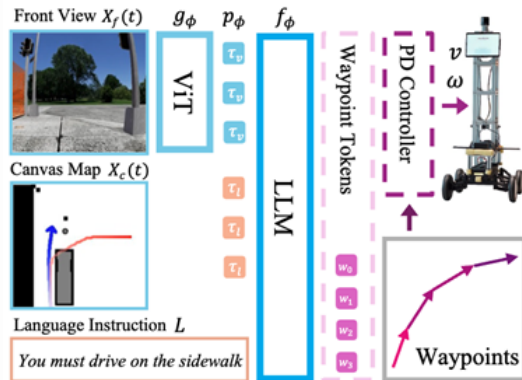 Front View X_f(t)
g_ϕ
p_ϕ
f_ϕ
ViT
τ_v
τ_v
τ_v
Canvas Map X_c(t)
τ_l
τ_l
τ_l
LLM
Waypoint Tokens
w_0
w_1
w_2
w_3
PD Controller
v
ω
Waypoints
Language Instruction L
You must drive on the sidewalk